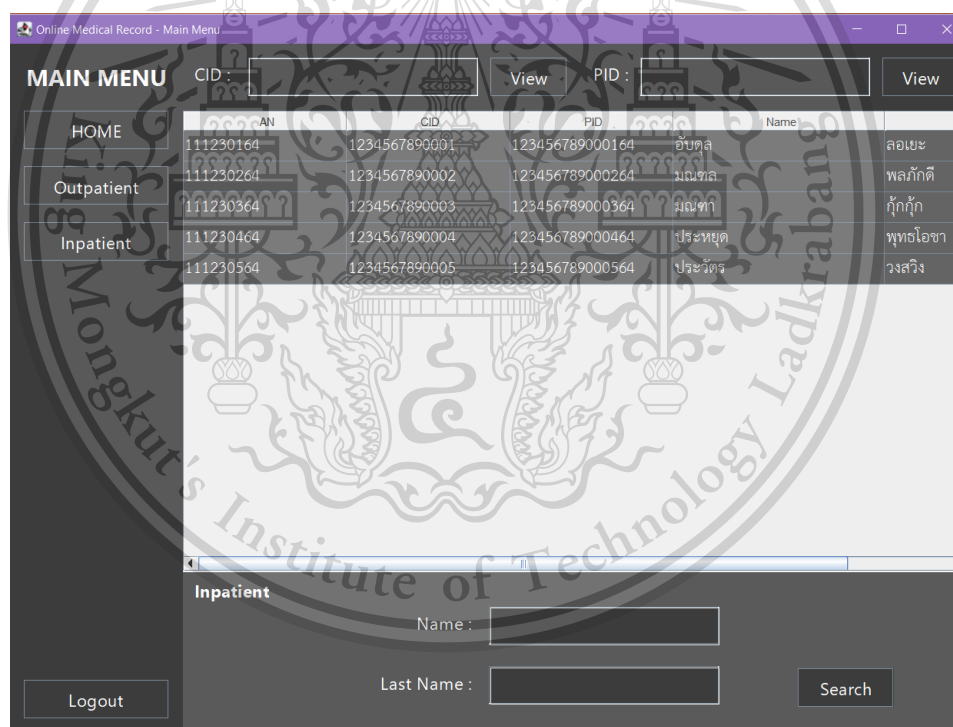 Online Medical Record - Main Menu
MAIN MENU
CID :
View
PID :
View
HOME
Outpatient
Inpatient
AN CID PID Name
111230164 1234567890001 123456789000164 อับดุล ลอเยะ
111230264 1234567890002 123456789000264 มณฑล พลภักดี
111230364 1234567890003 123456789000364 มณฑา กุ้กกุ้ก
111230464 1234567890004 123456789000464 ประหยุด พุทธโอชา
111230564 1234567890005 123456789000564 ประวัตร วงสวิง
Inpatient
Name :
Last Name :
Search
Logout
King Mongkut's Institute of Technology Ladkrabang